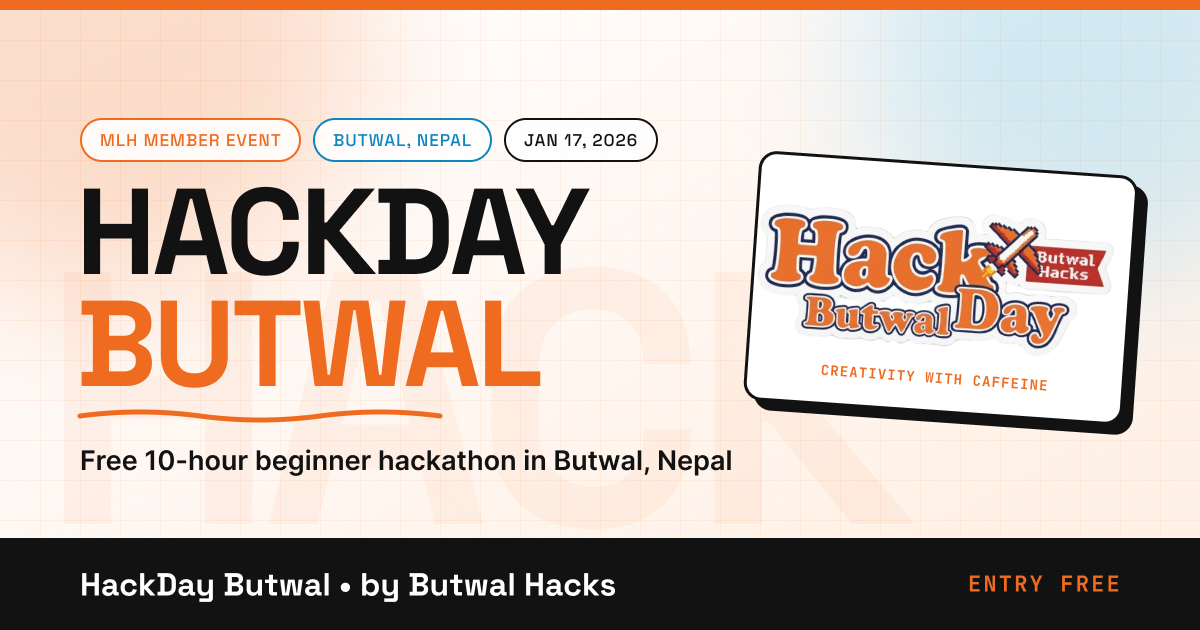 MLH MEMBER EVENT
BUTWAL, NEPAL
JAN 17, 2026
HACKDAY
BUTWAL
Free 10-hour beginner hackathon in Butwal, Nepal
Hack
Butwal
Hacks
Butwal Day
CREATIVITY WITH CAFFEINE
HACK
HackDay Butwal • by Butwal Hacks
ENTRY FREE